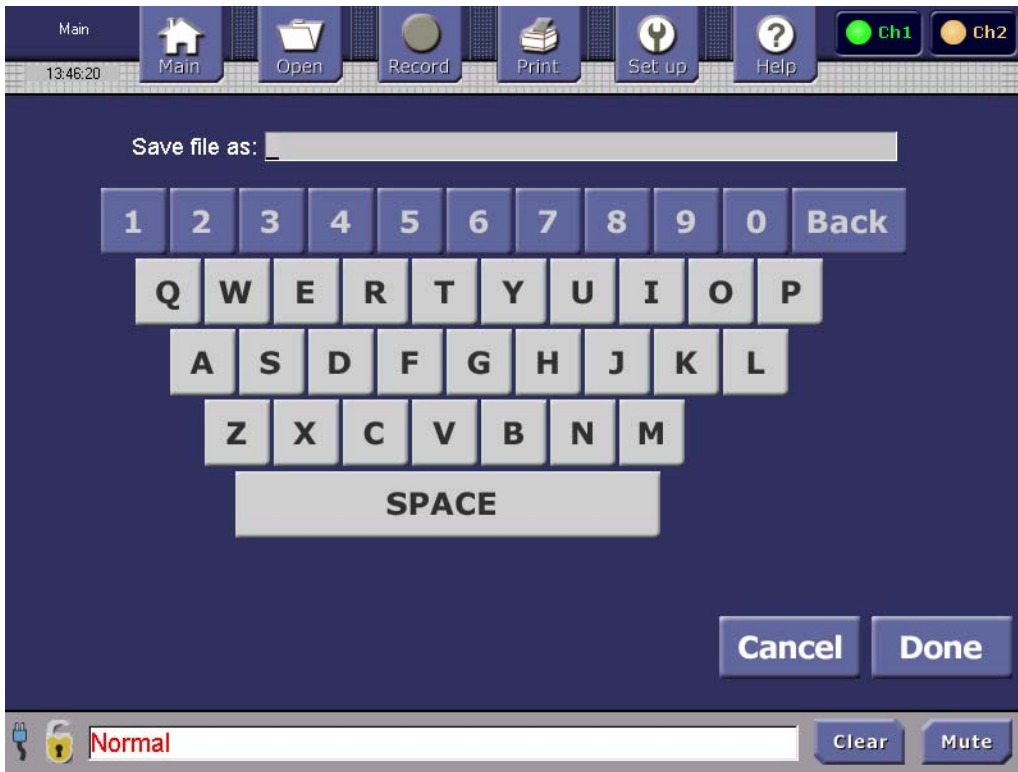 Main
Main Open Record Print Set up Help Ch1 Ch2
13:46:20
Save file as: _
1 2 3 4 5 6 7 8 9 0 Back
Q W E R T Y U I O P
A S D F G H J K L
Z X C V B N M
SPACE
Cancel Done
Normal Clear Mute